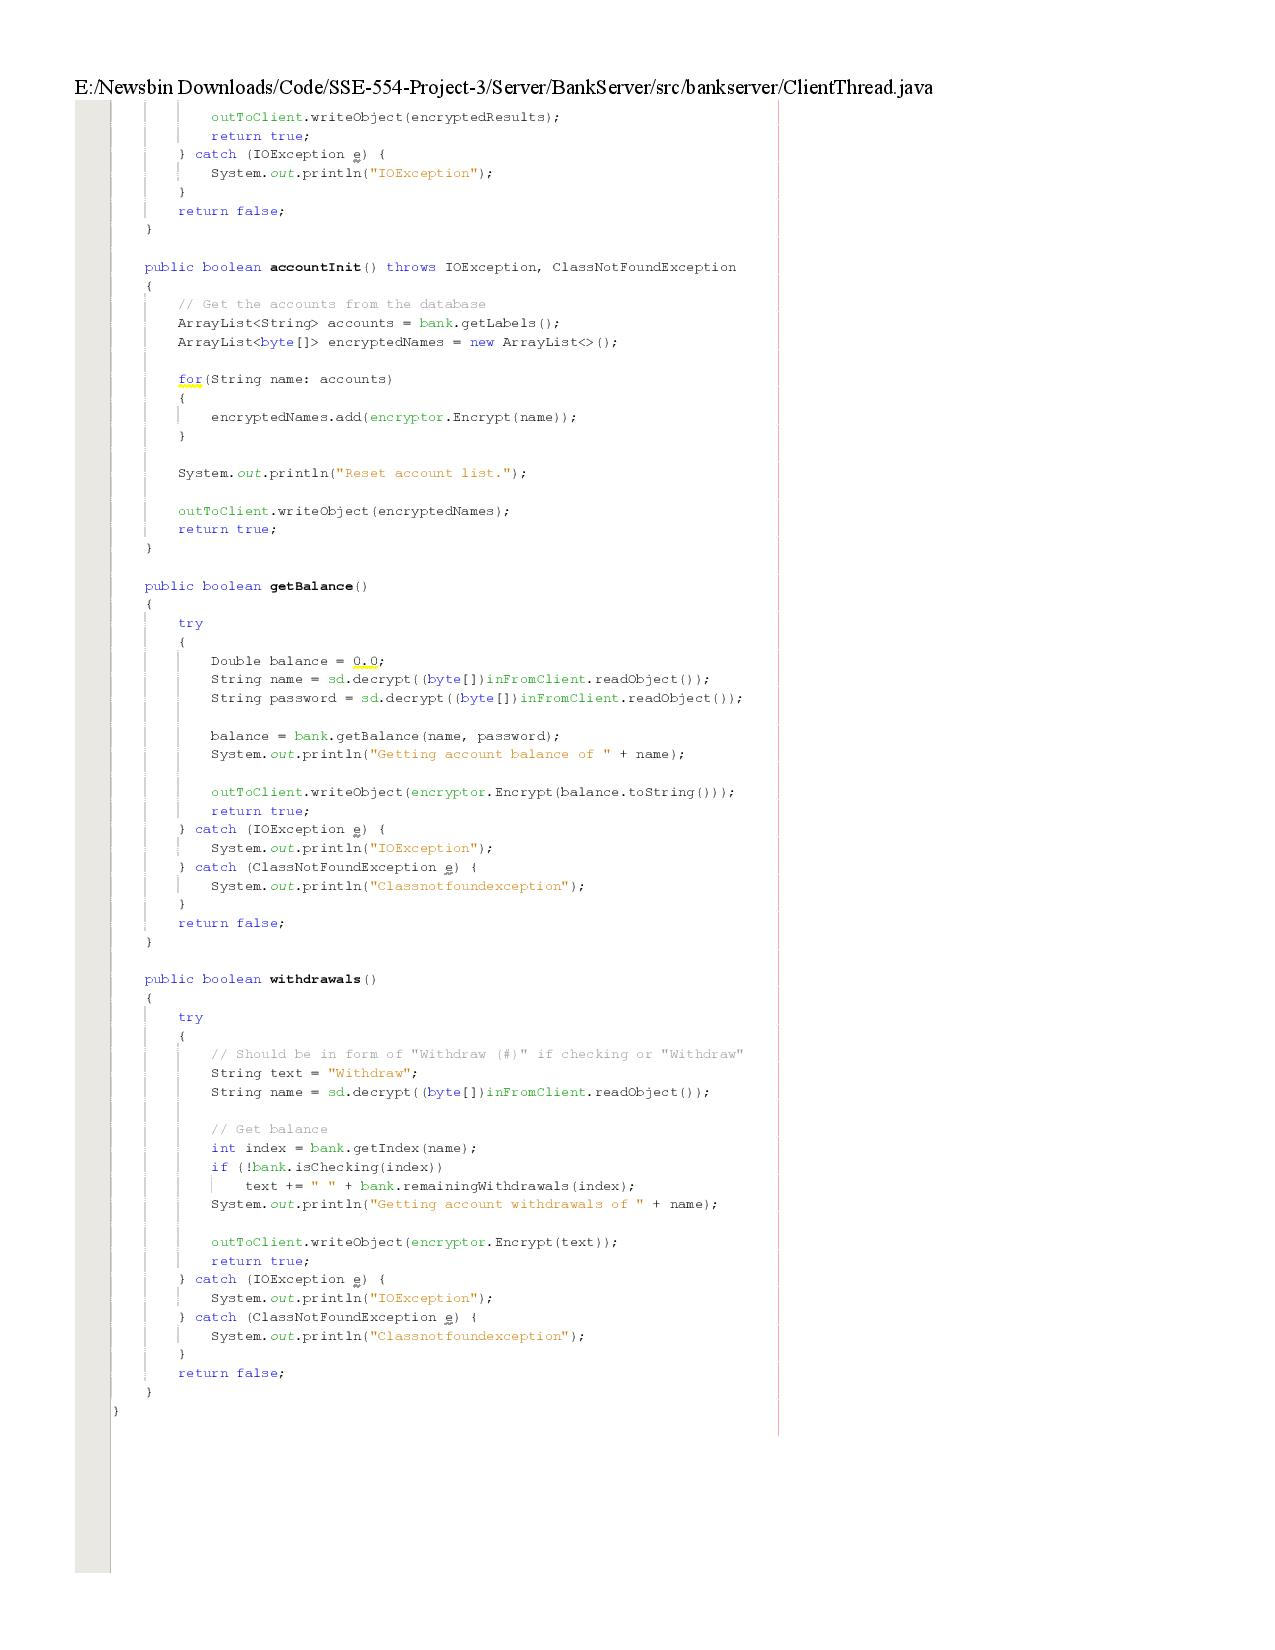 E:/Newsbin Downloads/Code/SSE-554-Project-3/Server/BankServer/src/bankserver/ClientThread.java
            outToClient.writeObject(encryptedResults);
            return true;
        } catch (IOException e) {
            System.out.println("IOException");
        }
        return false;
    }

    public boolean accountInit() throws IOException, ClassNotFoundException
    {
        // Get the accounts from the database
        ArrayList<String> accounts = bank.getLabels();
        ArrayList<byte[]> encryptedNames = new ArrayList<>();

        for(String name: accounts)
        {
            encryptedNames.add(encryptor.Encrypt(name));
        }

        System.out.println("Reset account list.");

        outToClient.writeObject(encryptedNames);
        return true;
    }

    public boolean getBalance()
    {
        try
        {
            Double balance = 0.0;
            String name = sd.decrypt((byte[])inFromClient.readObject());
            String password = sd.decrypt((byte[])inFromClient.readObject());

            balance = bank.getBalance(name, password);
            System.out.println("Getting account balance of " + name);

            outToClient.writeObject(encryptor.Encrypt(balance.toString()));
            return true;
        } catch (IOException e) {
            System.out.println("IOException");
        } catch (ClassNotFoundException e) {
            System.out.println("Classnotfoundexception");
        }
        return false;
    }

    public boolean withdrawals()
    {
        try
        {
            // Should be in form of "Withdraw (#)" if checking or "Withdraw"
            String text = "Withdraw";
            String name = sd.decrypt((byte[])inFromClient.readObject());

            // Get balance
            int index = bank.getIndex(name);
            if (!bank.isChecking(index))
                text += " " + bank.remainingWithdrawals(index);
            System.out.println("Getting account withdrawals of " + name);

            outToClient.writeObject(encryptor.Encrypt(text));
            return true;
        } catch (IOException e) {
            System.out.println("IOException");
        } catch (ClassNotFoundException e) {
            System.out.println("Classnotfoundexception");
        }
        return false;
    }
}